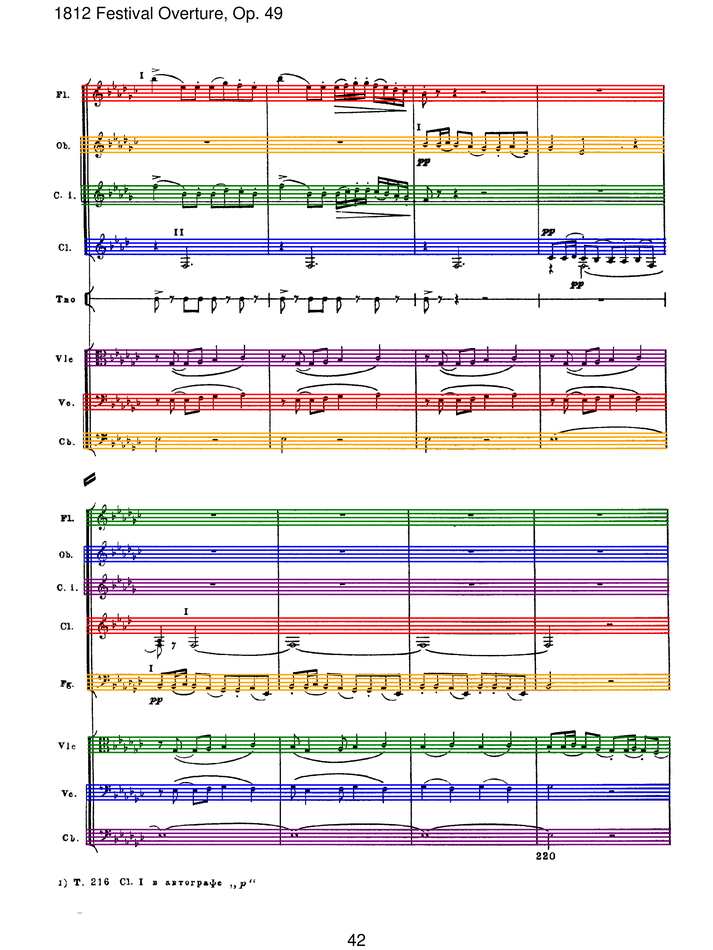 1812 Festival Overture, Op. 49
I
Fl.
I
Ob.
pp
C. i.
II
pp
Cl.
pp
Tno
Vle
Vc.
Cb.
Fl.
Ob.
C. i.
I
Cl.
I
Fg.
pp
Vle
Vc.
Cb.
220
1) Т. 216 Cl. I в автографе „p“
42